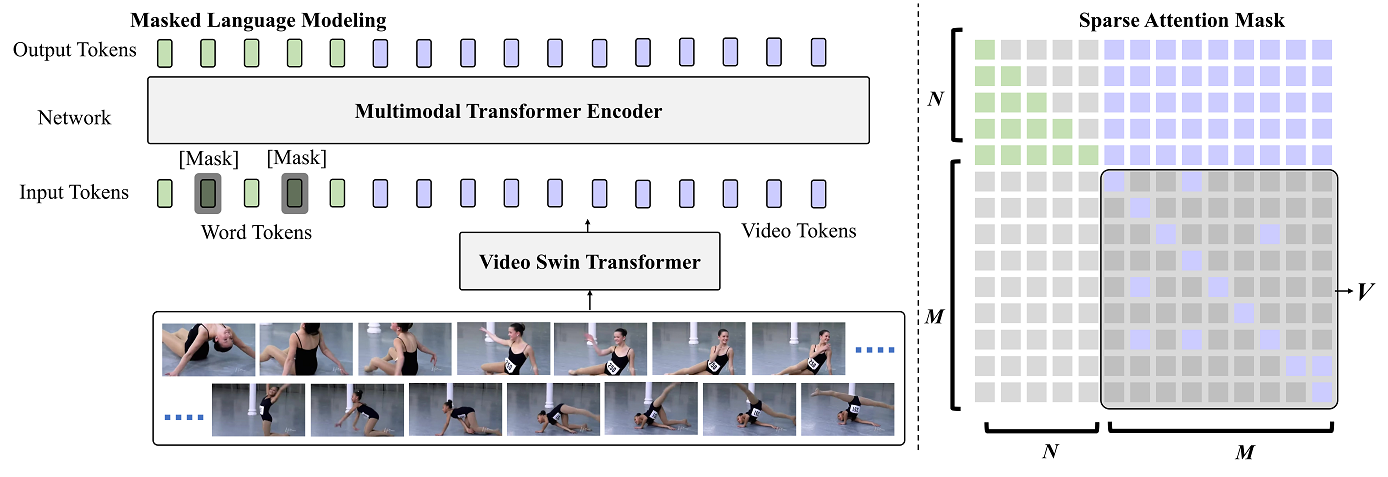 Masked Language Modeling
Output Tokens
Multimodal Transformer Encoder
Network
[Mask] [Mask]
Input Tokens
Word Tokens
Video Tokens
Video Swin Transformer
Sparse Attention Mask
N
M
V
N
M